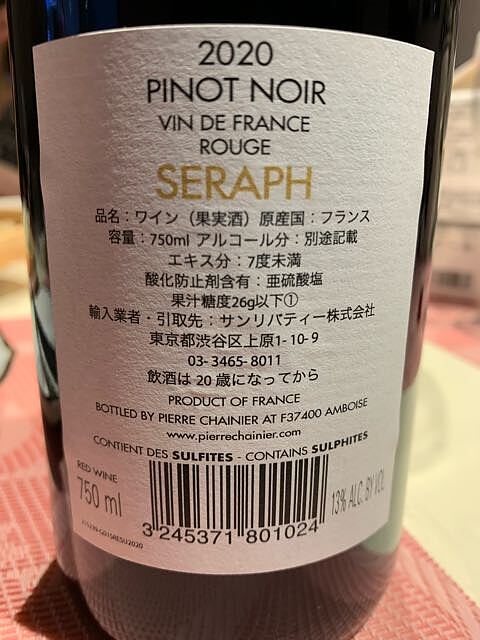 2020
PINOT NOIR
VIN DE FRANCE
ROUGE
SERAPH
品名：ワイン（果実酒）原産国：フランス
容量：750ml アルコール分：別途記載
エキス分：7度未満
酸化防止剤含有：亜硫酸塩
果汁糖度26g以下①
輸入業者・引取先：サンリバティー株式会社
東京都渋谷区上原1-10-9
03-3465-8011
飲酒は20歳になってから
PRODUCT OF FRANCE
BOTTLED BY PIERRE CHAINIER AT F37400 AMBOISE
www.pierrechainier.com
CONTIENT DES SULFITES - CONTAINS SULPHITES
RED WINE
750 ml
13% ALC. BY VOL
3 245371 801024